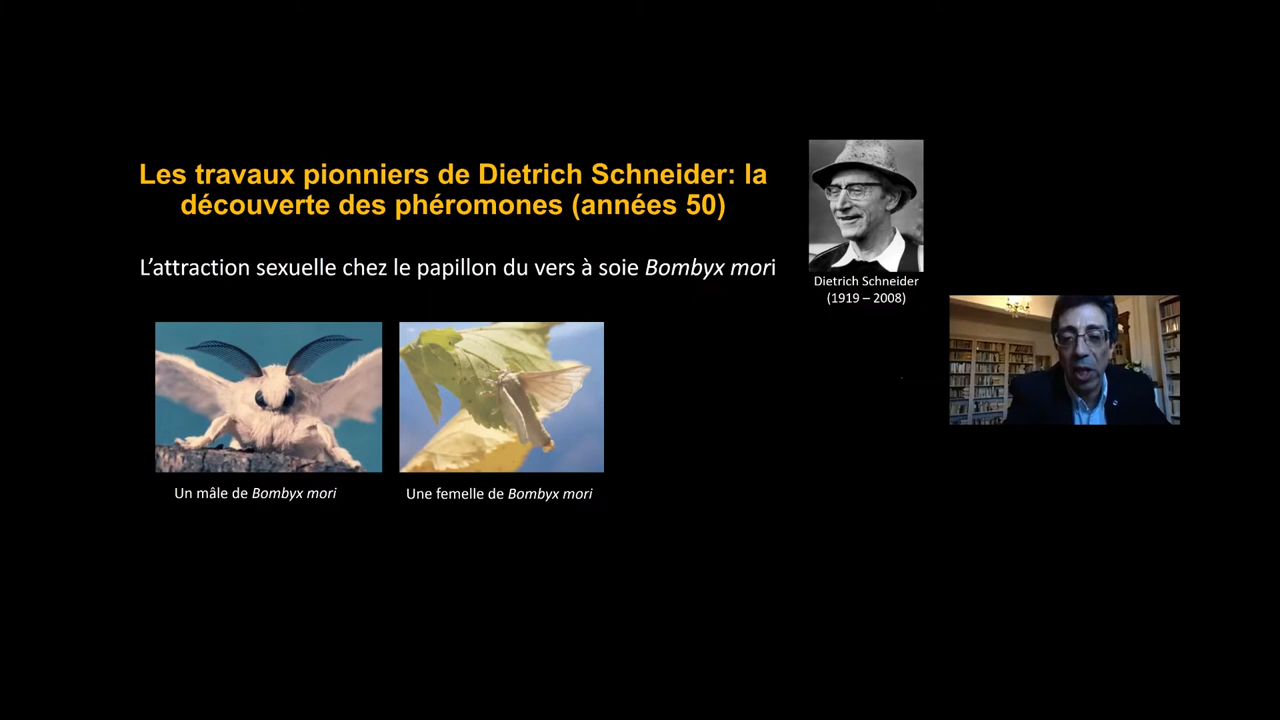 Les travaux pionniers de Dietrich Schneider: la
découverte des phéromones (années 50)
L'attraction sexuelle chez le papillon du vers à soie Bombyx mori
Dietrich Schneider
(1919 – 2008)
Un mâle de Bombyx mori
Une femelle de Bombyx mori